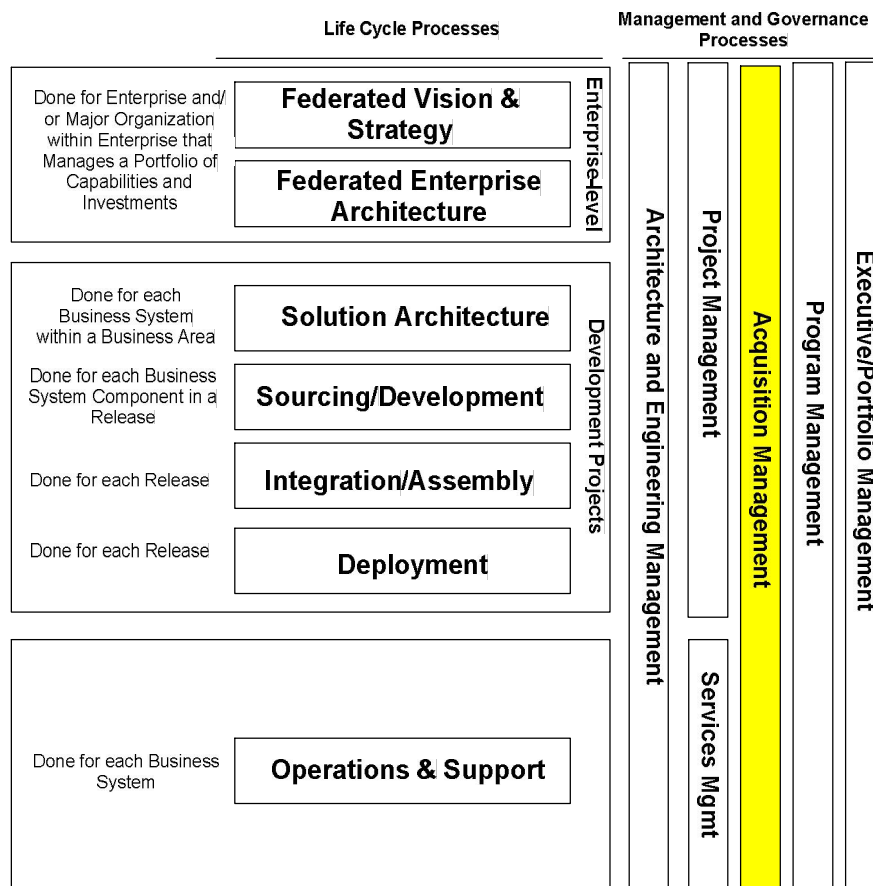 Life Cycle Processes
Management and Governance
Processes
Done for Enterprise and/
or Major Organization
within Enterprise that
Manages a Portfolio of
Capabilities and
Investments
Federated Vision &
Strategy
Federated Enterprise
Architecture
Enterprise-level
Done for each
Business System
within a Business Area
Solution Architecture
Done for each Business
System Component in a
Release
Sourcing/Development
Done for each Release
Integration/Assembly
Done for each Release
Deployment
Development Projects
Done for each Business
System
Operations & Support
Architecture and Engineering Management
Project Management
Services Mgmt
Acquisition Management
Program Management
Executive/Portfolio Management